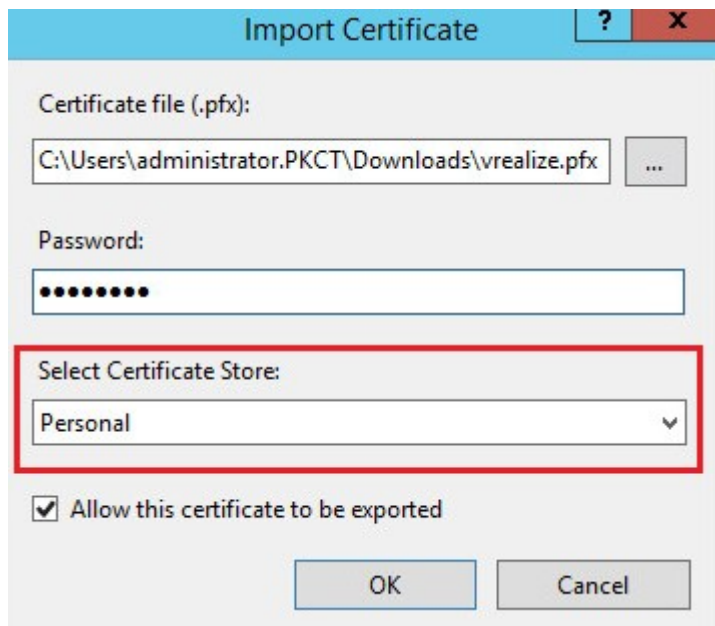 Import Certificate
?
x
Certificate file (.pfx):
C:\Users\administrator.PKCT\Downloads\vrealize.pfx
...
Password:
••••••••
Select Certificate Store:
Personal
Allow this certificate to be exported
OK
Cancel